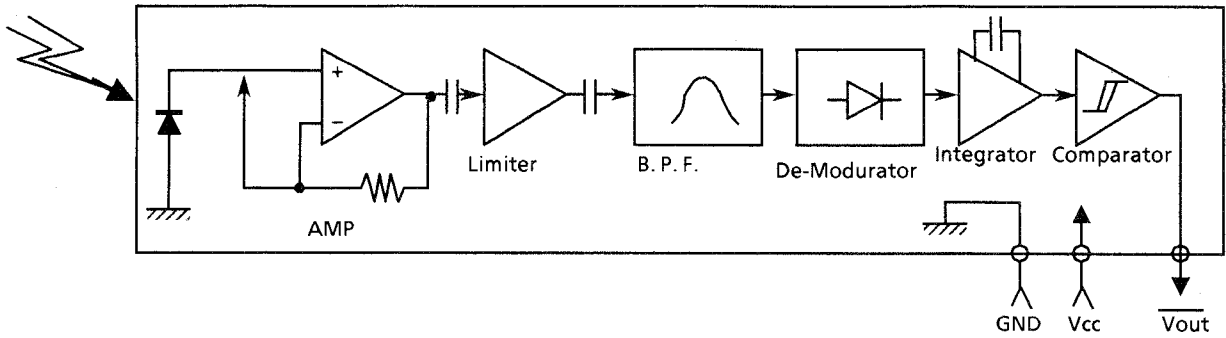 +
−
AMP
Limiter
B. P. F.
De-Modurator
Integrator
Comparator
GND
Vcc
Vout